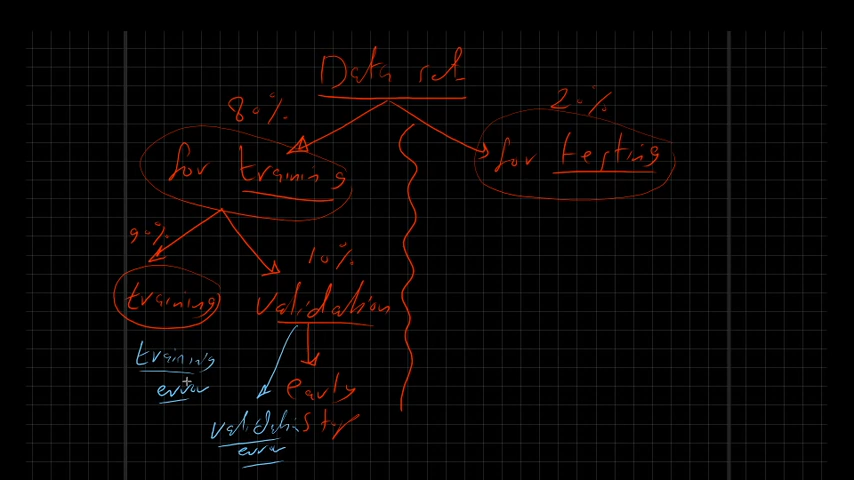 Data set
80%
20%
for training
for testing
90%
10%
training
validation
training
error
early
stop
validation
error